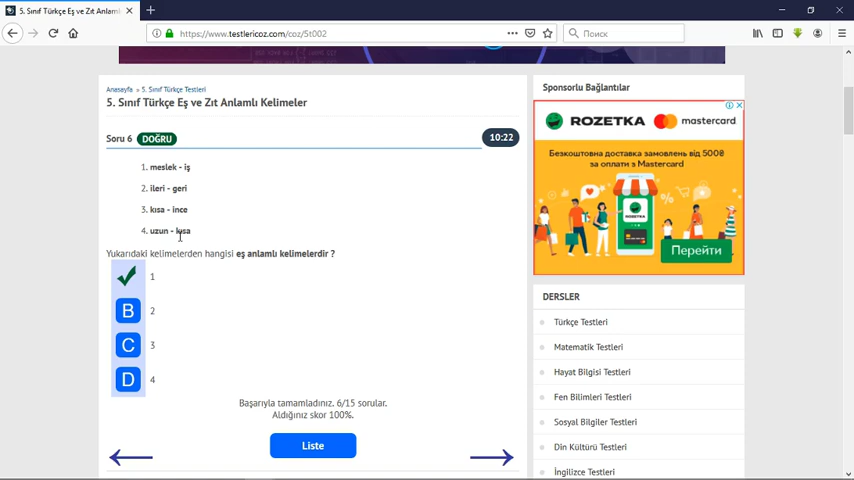 5. Sınıf Türkçe Eş ve Zıt Anlaml
https://www.testlericoz.com/coz/5t002
Поиск
Anasayfa » 5. Sınıf Türkçe Testleri
5. Sınıf Türkçe Eş ve Zıt Anlamlı Kelimeler
Soru 6 DOĞRU
10:22
1. meslek - iş
2. ileri - geri
3. kısa - ince
4. uzun - kısa
Yukarıdaki kelimelerden hangisi eş anlamlı kelimelerdir ?
1
B 2
C 3
D 4
Başarıyla tamamladınız. 6/15 sorular.
Aldığınız skor 100%.
Liste
Sponsorlu Bağlantılar
ROZETKA mastercard
Безкоштовна доставка замовлень від 500₴
за оплати з Mastercard
ROZETKA
Перейти
DERSLER
Türkçe Testleri
Matematik Testleri
Hayat Bilgisi Testleri
Fen Bilimleri Testleri
Sosyal Bilgiler Testleri
Din Kültürü Testleri
İngilizce Testleri